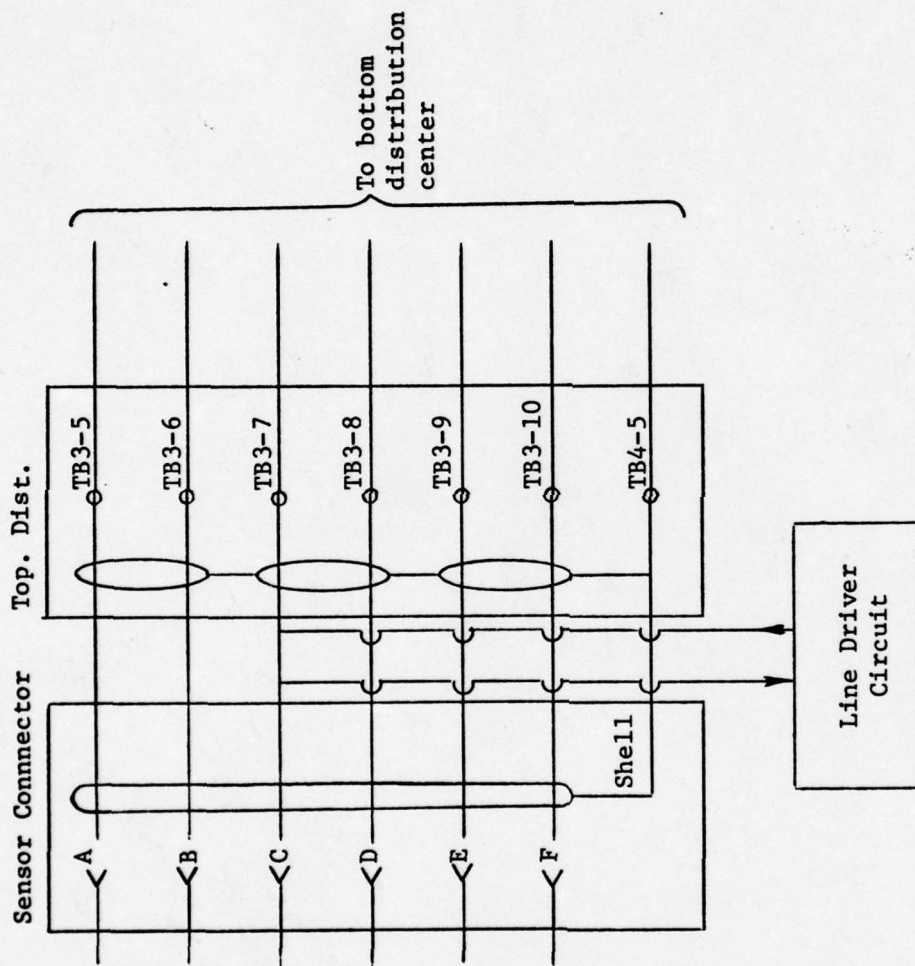 Sensor Connnector
Top. Dist.
A
B
C
D
E
F
Shell
TB3-5
TB3-6
TB3-7
TB3-8
TB3-9
TB3-10
TB4-5
To bottom
distribution
center
Line Driver
Circuit